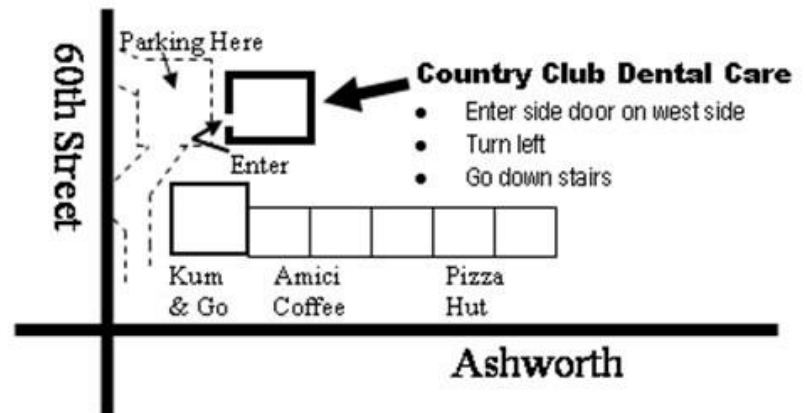 Parking Here
60th Street
Country Club Dental Care
• Enter side door on west side
• Turn left
• Go down stairs
Enter
Kum
& Go
Amici
Coffee
Pizza
Hut
Ashworth